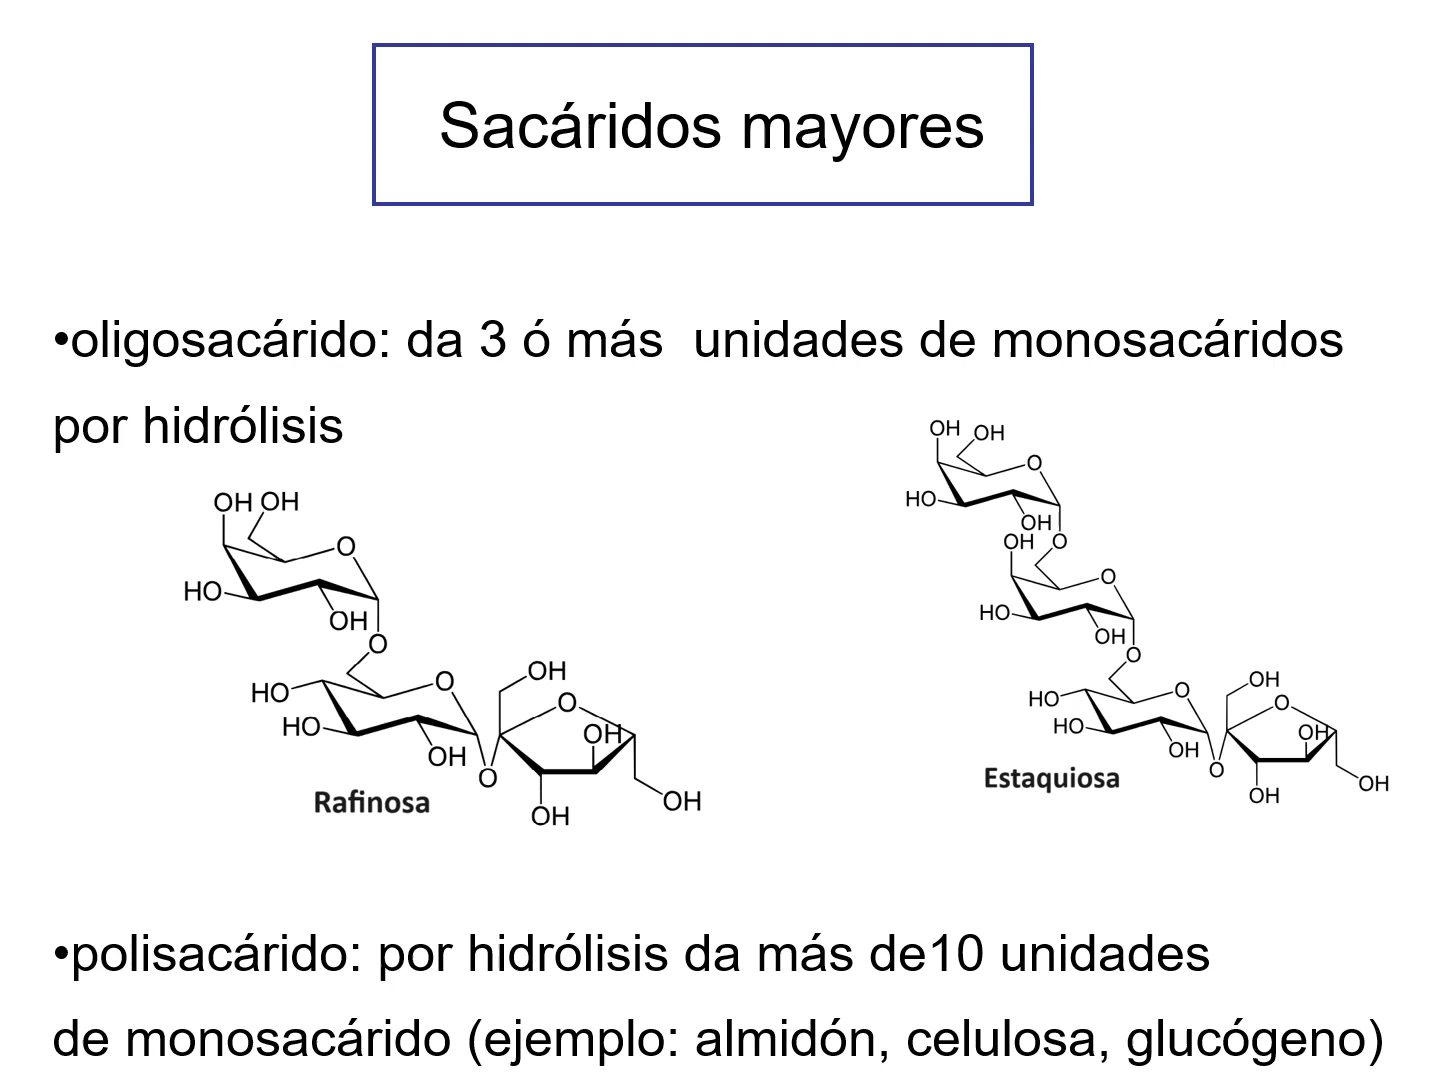 Sacáridos mayores
•oligosacárido: da 3 ó más  unidades de monosacáridos
por hidrólisis
OH OH
O
HO
OH
O
HO
O
HO
OH
O
OH
O
OH
OH
OH
Rafinosa
OH OH
O
HO
OH
OH O
O
HO
OH
O
HO
O
HO
OH
O
OH
O
OH
OH
OH
Estaquiosa
•polisacárido: por hidrólisis da más de10 unidades
de monosacárido (ejemplo: almidón, celulosa, glucógeno)